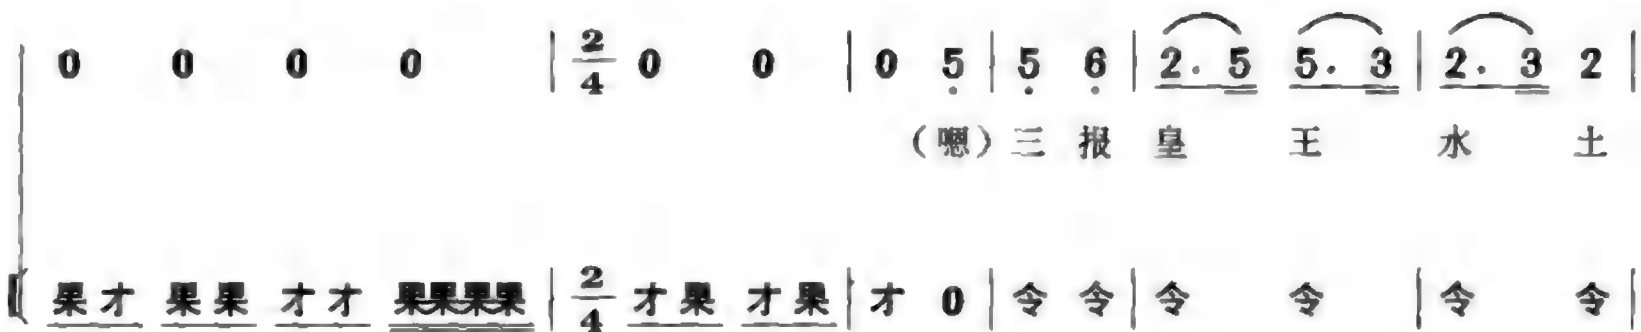 0 0 0 0 | 2/4 0 0 | 0 5 | 5 6 | 2. 5 5. 3 | 2. 3 2 |
（嗯）三 报 皇 王 水 土
果才 果果 才才 果果果果 | 2/4 才果 才果 | 才 0 | 令 令 | 令 令 | 令 令 |